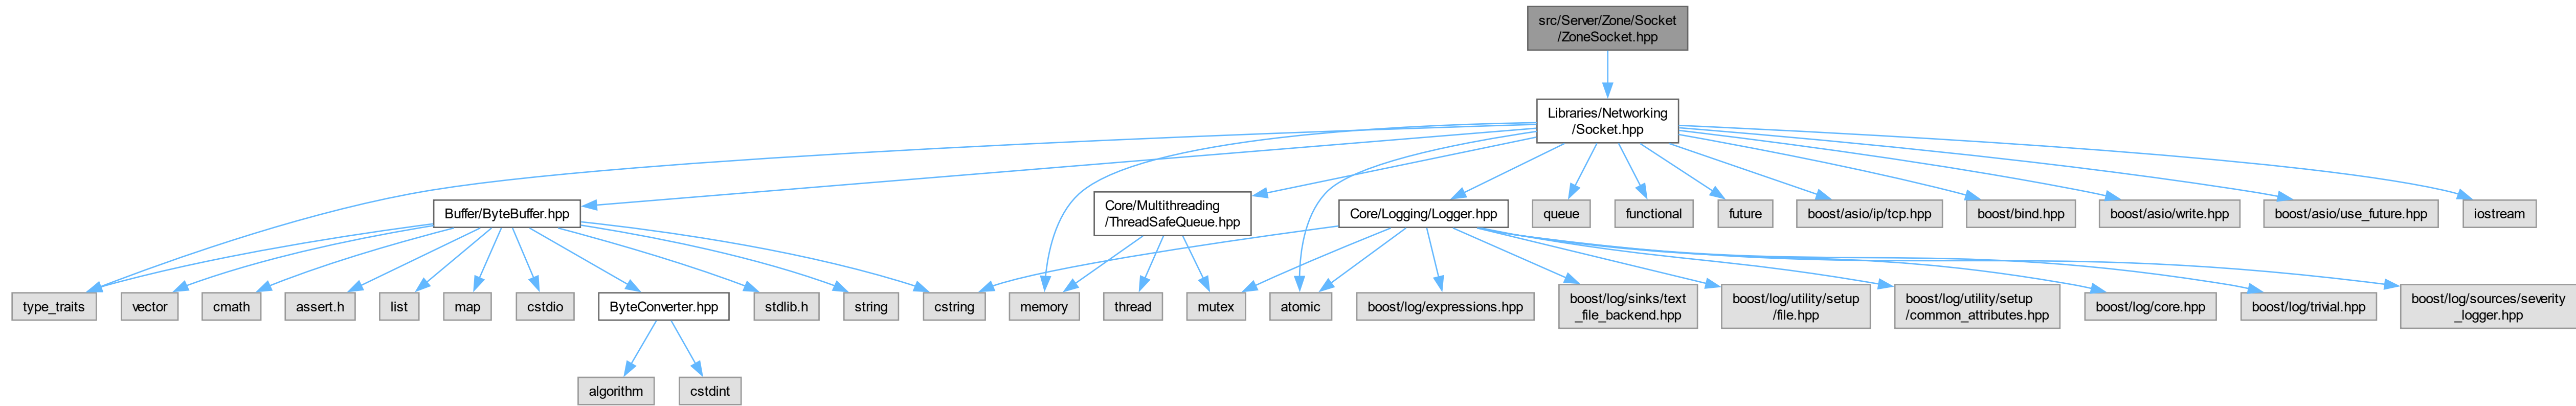 src/Server/Zone/Socket
/ZoneSocket.hpp
Libraries/Networking
/Socket.hpp
Buffer/ByteBuffer.hpp
Core/Multithreading
/ThreadSafeQueue.hpp
Core/Logging/Logger.hpp
queue
functional
future
boost/asio/ip/tcp.hpp
boost/bind.hpp
boost/asio/write.hpp
boost/asio/use_future.hpp
iostream
type_traits
vector
cmath
assert.h
list
map
cstdio
ByteConverter.hpp
stdlib.h
string
cstring
memory
thread
mutex
atomic
boost/log/expressions.hpp
boost/log/sinks/text
_file_backend.hpp
boost/log/utility/setup
/file.hpp
boost/log/utility/setup
/common_attributes.hpp
boost/log/core.hpp
boost/log/trivial.hpp
boost/log/sources/severity
_logger.hpp
algorithm
cstdint